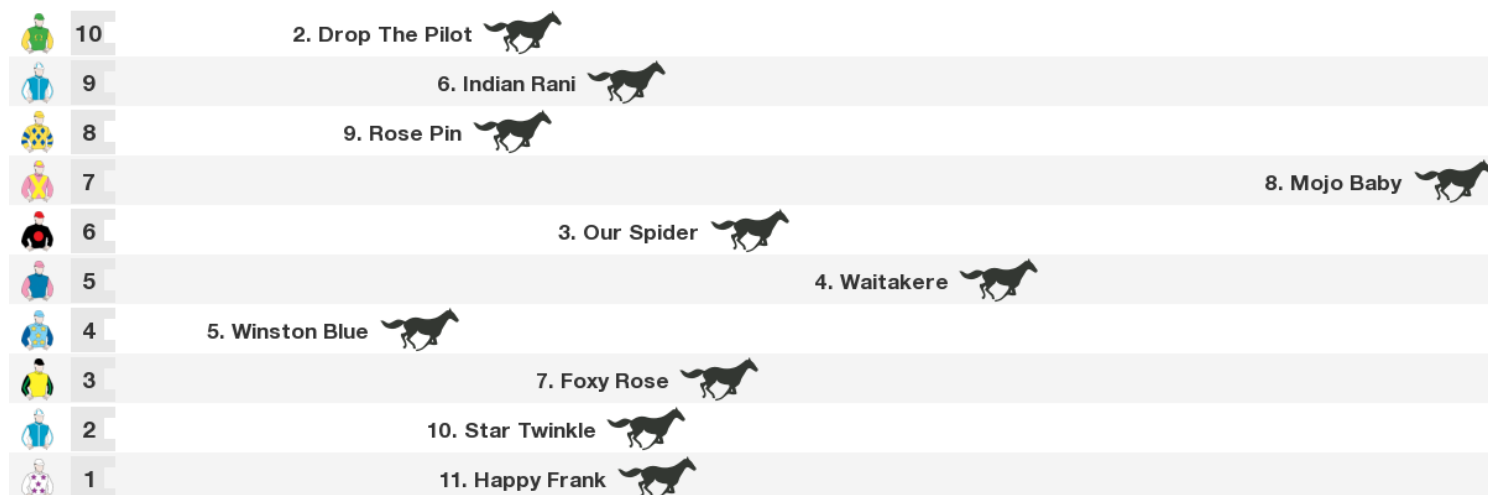 10 2. Drop The Pilot
9 6. Indian Rani
8 9. Rose Pin
7 8. Mojo Baby
6 3. Our Spider
5 4. Waitakere
4 5. Winston Blue
3 7. Foxy Rose
2 10. Star Twinkle
1 11. Happy Frank